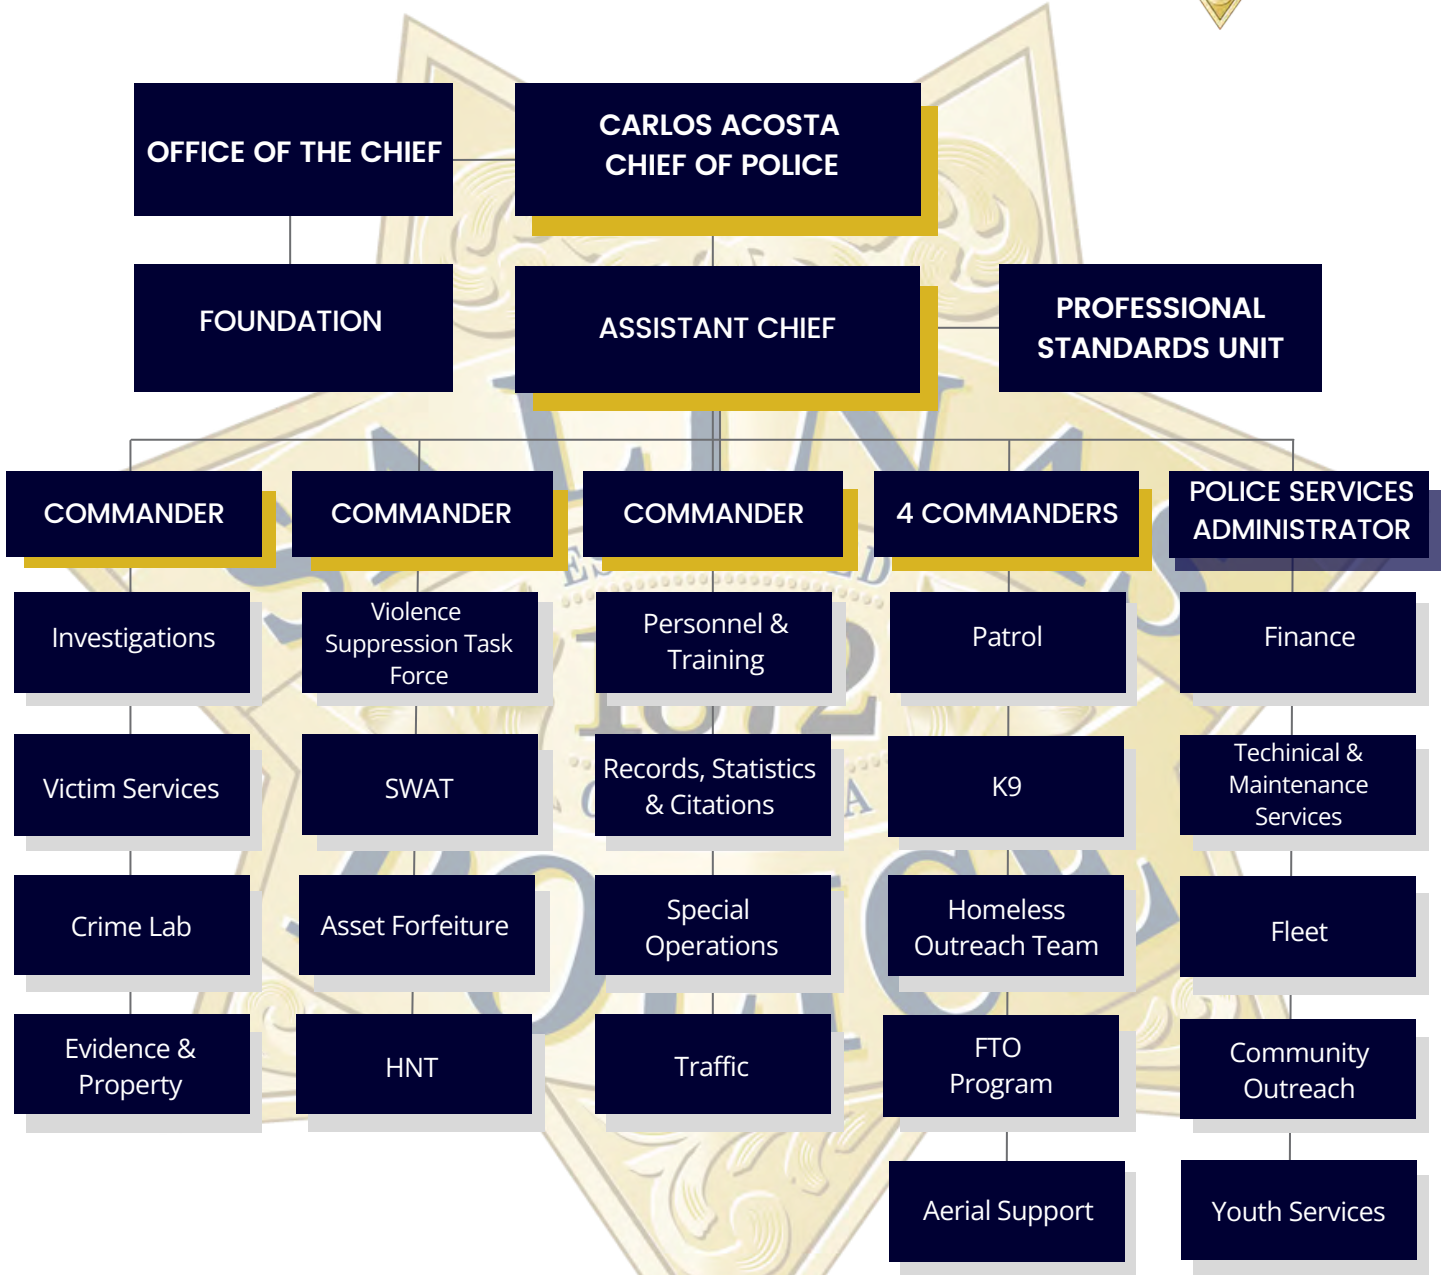 OFFICE OF THE CHIEF
CARLOS ACOSTA
CHIEF OF POLICE
FOUNDATION
ASSISTANT CHIEF
PROFESSIONAL
STANDARDS UNIT
COMMANDER
COMMANDER
COMMANDER
4 COMMANDERS
POLICE SERVICES
ADMINISTRATOR
Investigations
Violence
Suppression Task
Force
Personnel &
Training
Patrol
Finance
Victim Services
SWAT
Records, Statistics
& Citations
K9
Techinical &
Maintenance
Services
Crime Lab
Asset Forfeiture
Special
Operations
Homeless
Outreach Team
Fleet
Evidence &
Property
HNT
Traffic
FTO
Program
Community
Outreach
Aerial Support
Youth Services
SALINAS
1872
POLICE